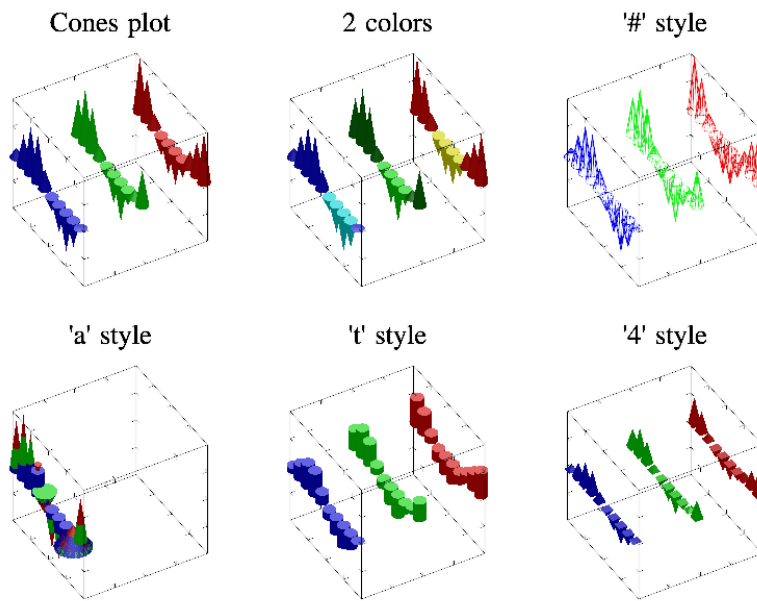 Cones plot
2 colors
'#' style
'a' style
't' style
'4' style